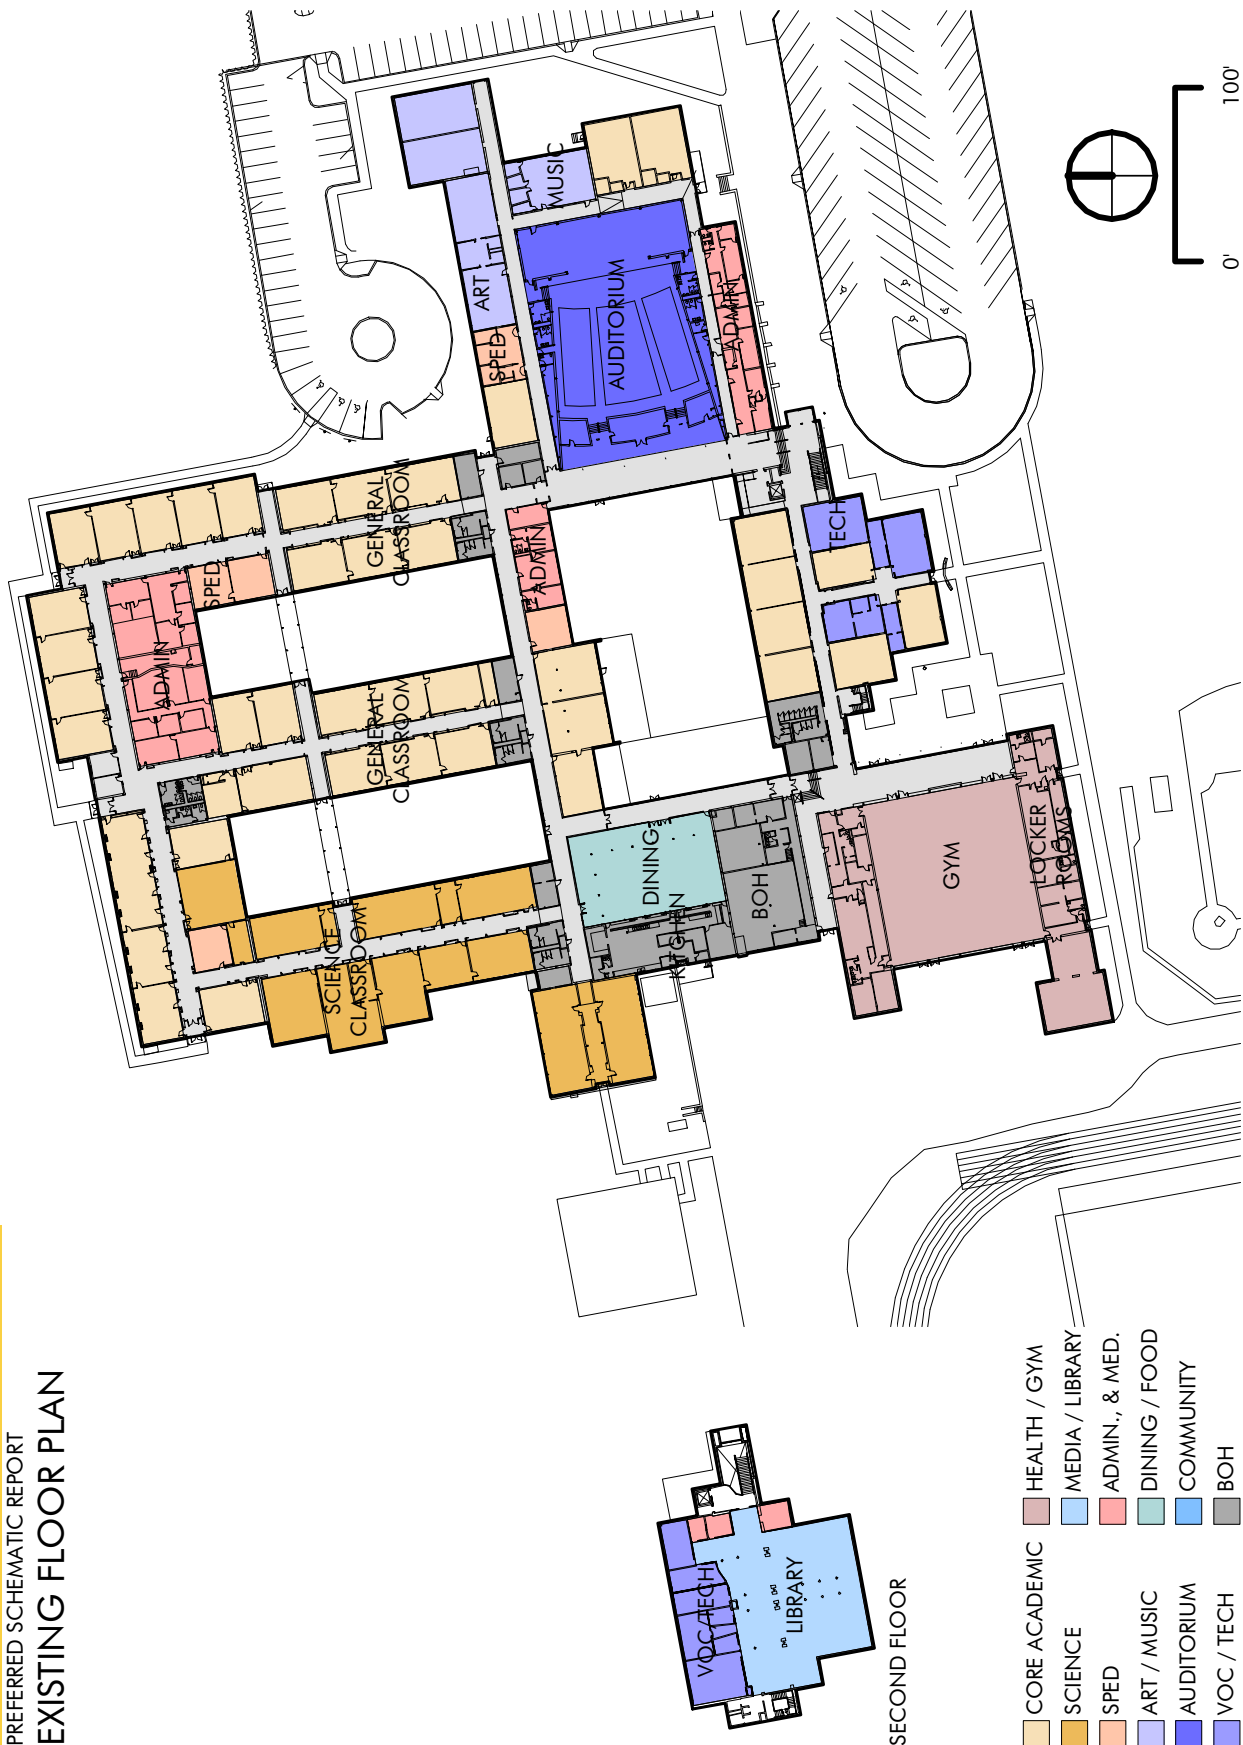 PREFERRED SCHEMATIC REPORT
EXISTING FLOOR PLAN
ADMIN
SPED
GENERAL
CLASSROOM
GENERAL
CLASSROOM
SCIENCE
CLASSROOM
ART
SPED
MUSIC
AUDITORIUM
ADMIN
ADMIN
DINING
KITCHEN
BOH
TECH
GYM
LOCKER
ROOMS
VOC/TECH
LIBRARY
SECOND FLOOR
CORE ACADEMIC
SCIENCE
SPED
ART / MUSIC
AUDITORIUM
VOC / TECH
HEALTH / GYM
MEDIA / LIBRARY
ADMIN., & MED.
DINING / FOOD
COMMUNITY
BOH
0'
100'